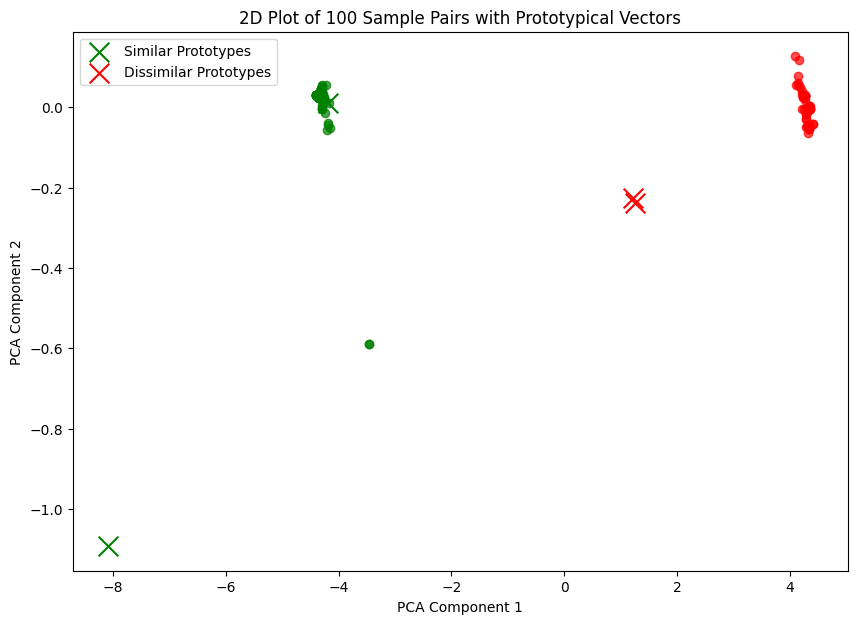 2D Plot of 100 Sample Pairs with Prototypical Vectors
Similar Prototypes
Dissimilar Prototypes
0.0
−0.2
−0.4
−0.6
−0.8
−1.0
PCA Component 2
−8
−6
−4
−2
0
2
4
PCA Component 1